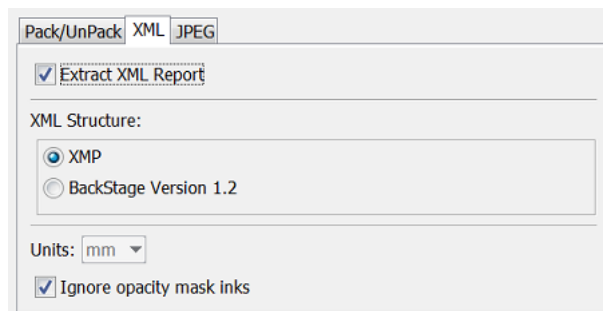 Pack/UnPack XML JPEG
Extract XML Report
XML Structure:
XMP
BackStage Version 1.2
Units: mm
Ignore opacity mask inks